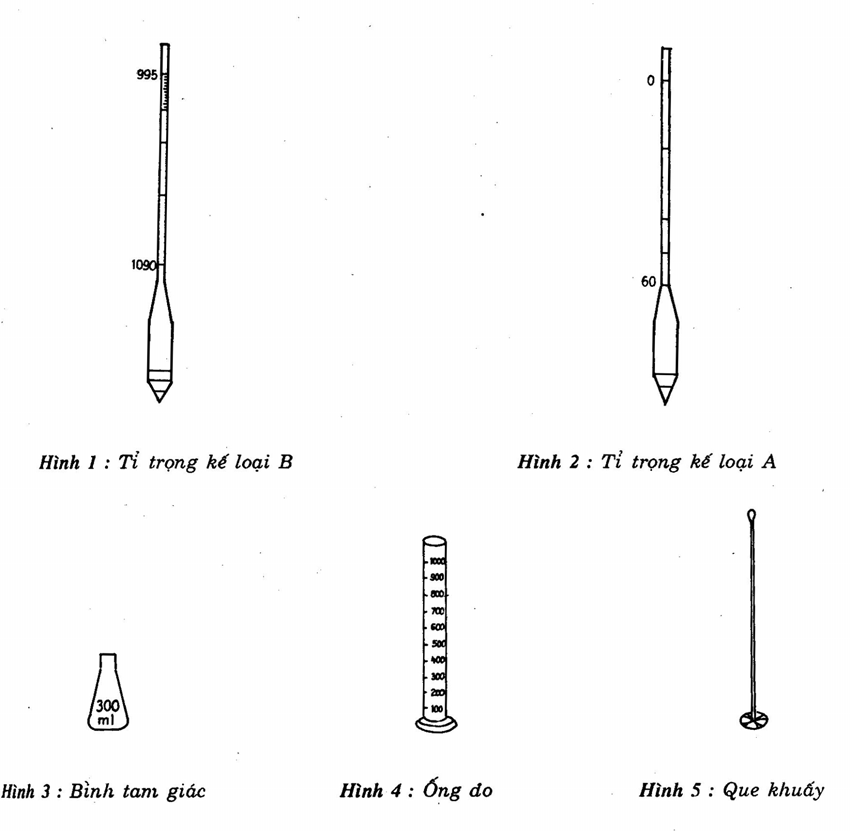 995
1090
0
60
Hình 1 : Tỉ trọng kế loại B
Hình 2 : Tỉ trọng kế loại A
300
ml
1000
900
800
700
600
500
400
300
200
100
Hình 3 : Bình tam giác
Hình 4 : Ống đo
Hình 5 : Que khuấy